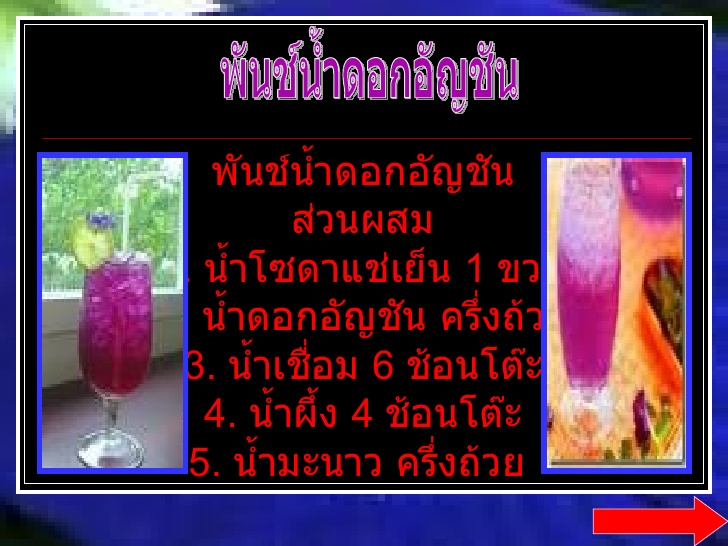 พันช์น้ำดอกอัญชัน
พันช์น้ำดอกอัญชัน
ส่วนผสม
. น้ำโซดาแช่เย็น 1 ขว
น้ำดอกอัญชัน ครึ่งถ้ว
3. น้ำเชื่อม 6 ช้อนโต๊ะ
4. น้ำผึ้ง 4 ช้อนโต๊ะ
5. น้ำมะนาว ครึ่งถ้วย